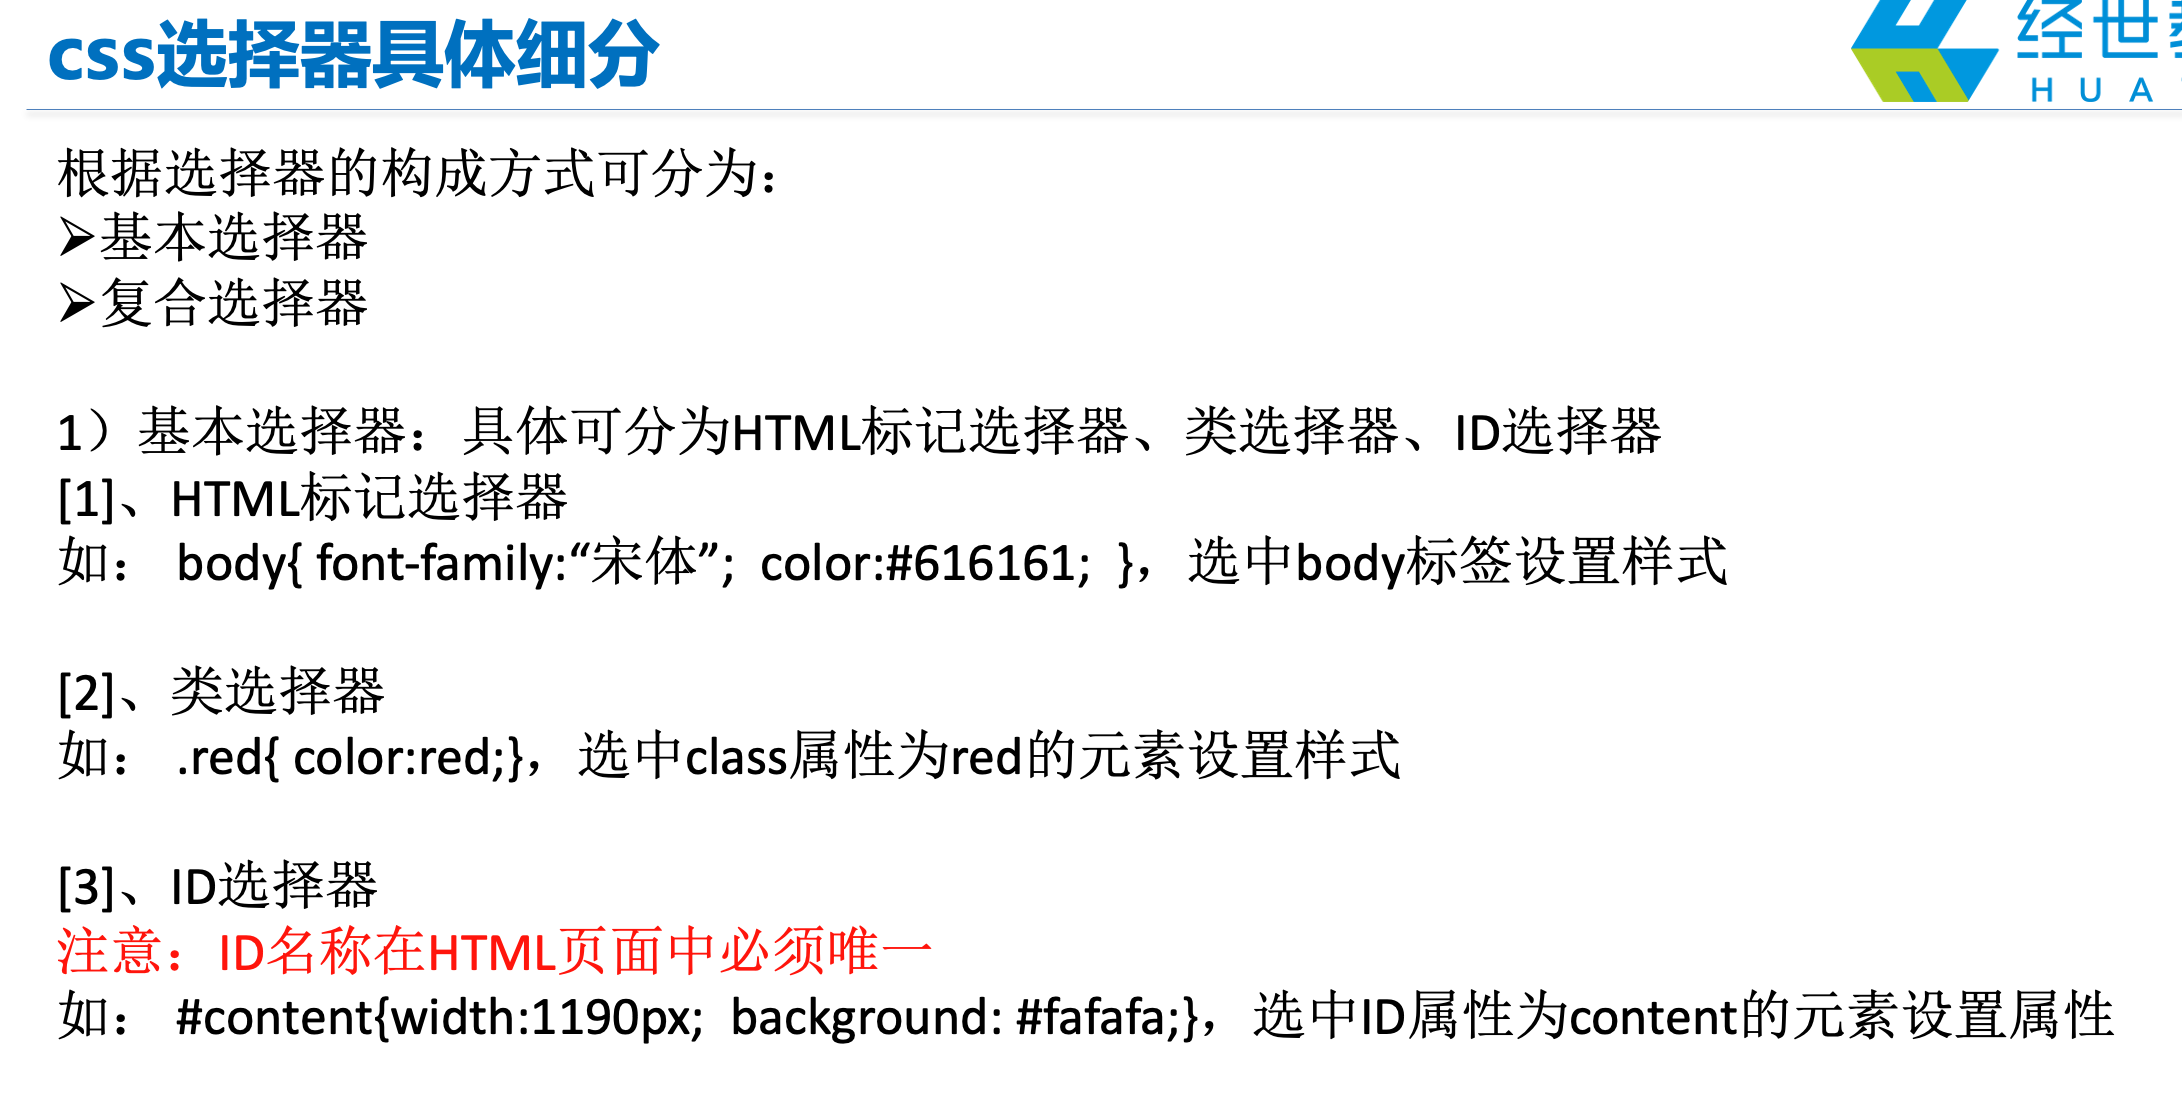 css选择器具体细分
经世
HUA
根据选择器的构成方式可分为：
➢基本选择器
➢复合选择器
1）基本选择器：具体可分为HTML标记选择器、类选择器、ID选择器
[1]、HTML标记选择器
如： body{ font-family:“宋体”; color:#616161; }，选中body标签设置样式
[2]、类选择器
如： .red{ color:red;}，选中class属性为red的元素设置样式
[3]、ID选择器
注意：ID名称在HTML页面中必须唯一
如： #content{width:1190px; background: #fafafa;}，选中ID属性为content的元素设置属性